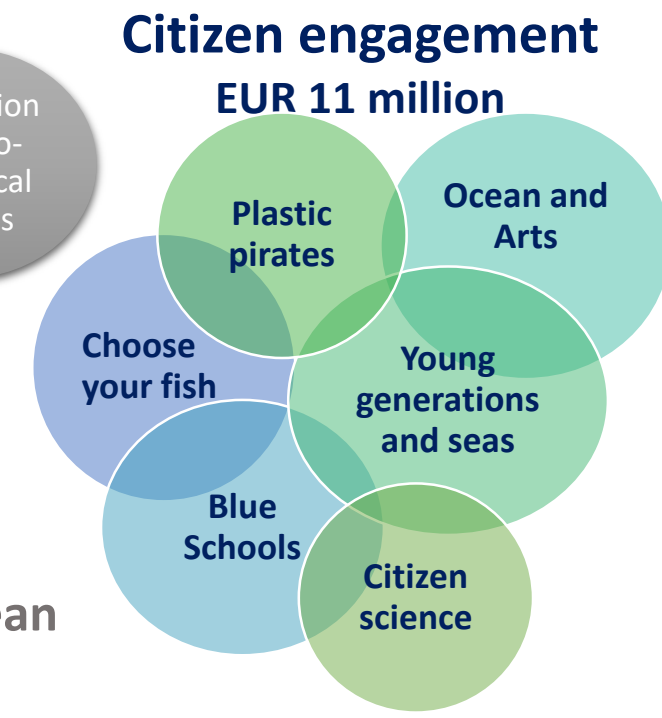 Citizen engagement
EUR 11 million
Plastic
pirates
Ocean and
Arts
Choose
your fish
Young
generations
and seas
Blue
Schools
Citizen
science